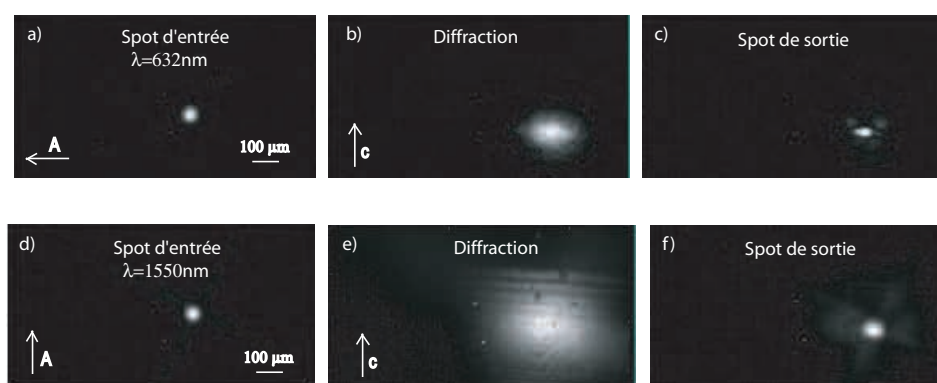 a)
Spot d'entrée
λ=632nm
A
100 µm
b)
Diffraction
c
c)
Spot de sortie
d)
Spot d'entrée
λ=1550nm
A
100 µm
e)
Diffraction
c
f)
Spot de sortie